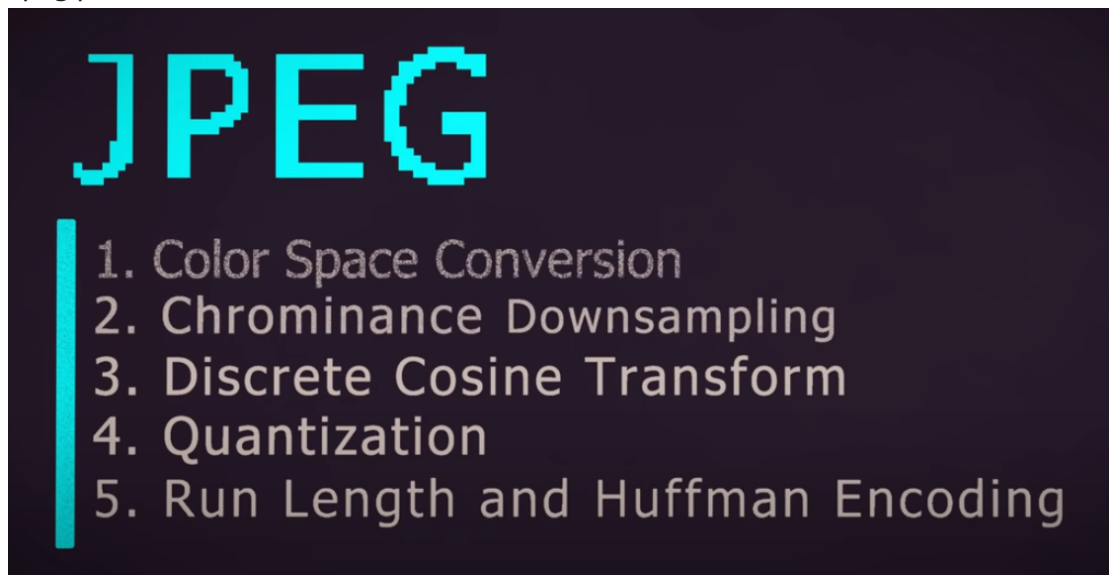 JPEG
1. Color Space Conversion
2. Chrominance Downsampling
3. Discrete Cosine Transform
4. Quantization
5. Run Length and Huffman Encoding